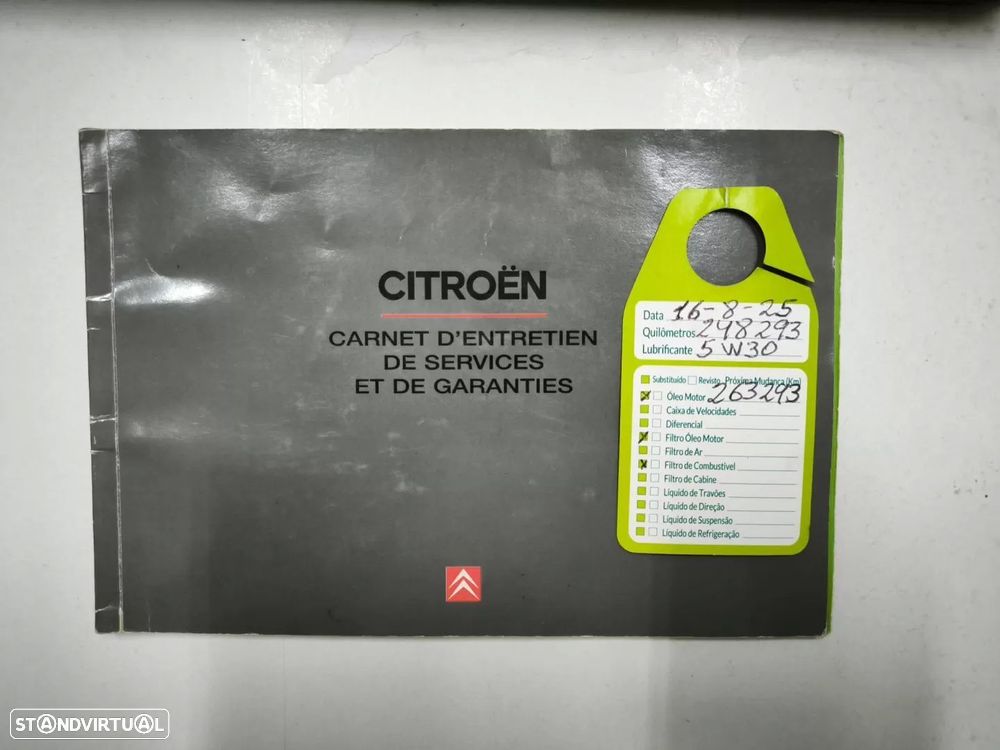 CITROËN
CARNET D'ENTRETIEN
DE SERVICES
ET DE GARANTIES
Data 16-8-25
Quilômetros 248293
Lubrificante 5W30
Substituído Revisto Próxima Mudança (Km)
Óleo Motor 263293
Caixa de Velocidades
Diferencial
Filtro Óleo Motor
Filtro de Ar
Filtro de Combustível
Filtro de Cabine
Líquido de Travões
Líquido de Direção
Líquido de Suspensão
Líquido de Refrigeração
STANDVIRTUAL